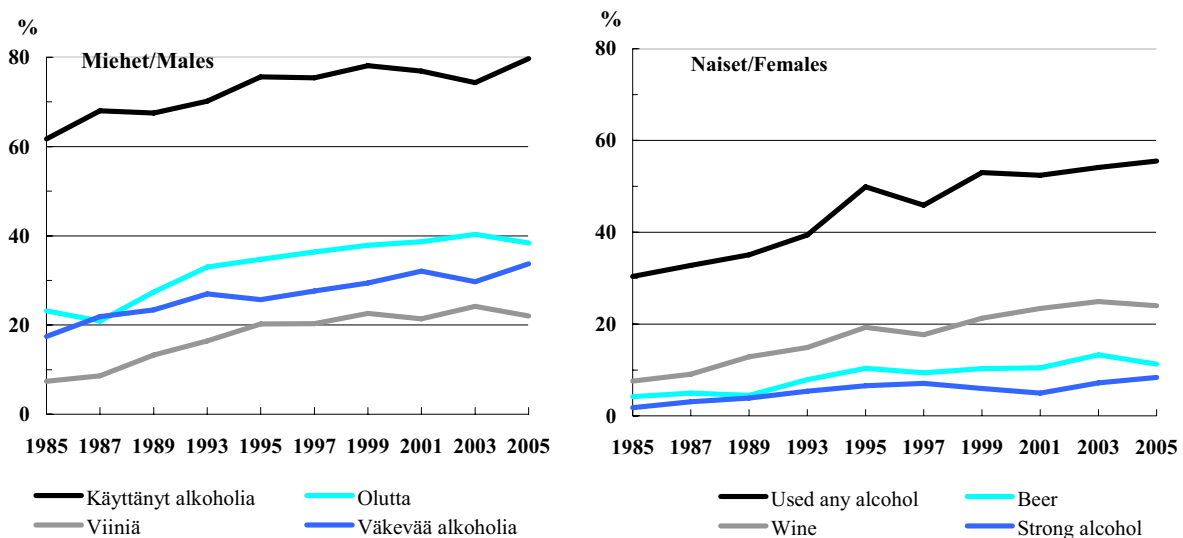 %
Miehet/Males
80
60
40
20
0
1985 1987 1989 1993 1995 1997 1999 2001 2003 2005
Käyttänyt alkoholia
Olutta
Viiniä
Väkevää alkoholia
%
Naiset/Females
80
60
40
20
0
1985 1987 1989 1993 1995 1997 1999 2001 2003 2005
Used any alcohol
Beer
Wine
Strong alcohol